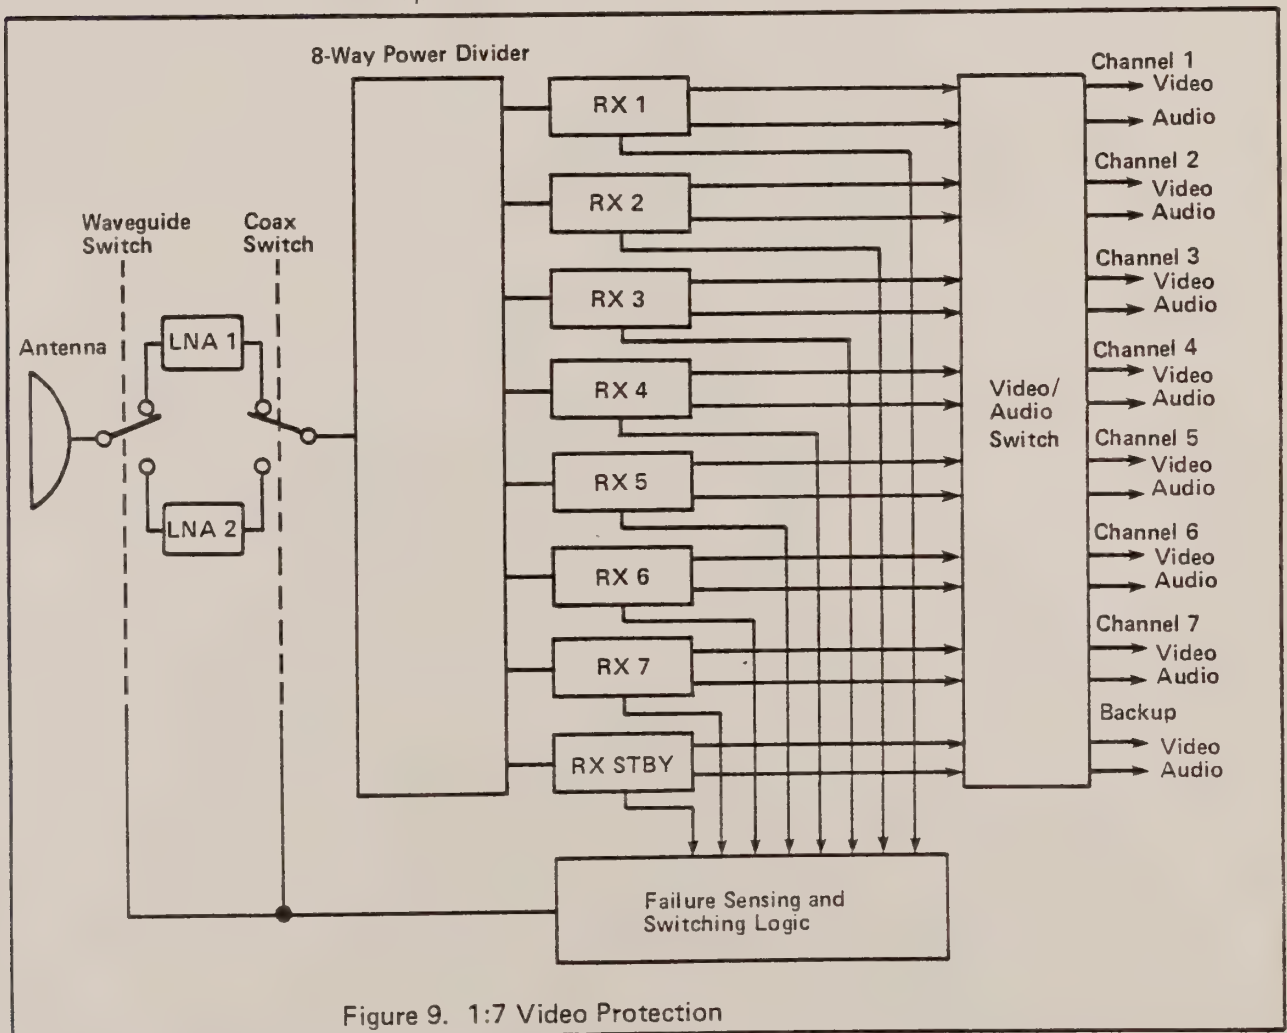 8-Way Power Divider
Waveguide
Switch
Coax
Switch
Antenna
LNA 1
LNA 2
RX 1
RX 2
RX 3
RX 4
RX 5
RX 6
RX 7
RX STBY
Video/
Audio
Switch
Channel 1
Video
Audio
Channel 2
Video
Audio
Channel 3
Video
Audio
Channel 4
Video
Audio
Channel 5
Video
Audio
Channel 6
Video
Audio
Channel 7
Video
Audio
Backup
Video
Audio
Failure Sensing and
Switching Logic
Figure 9. 1:7 Video Protection